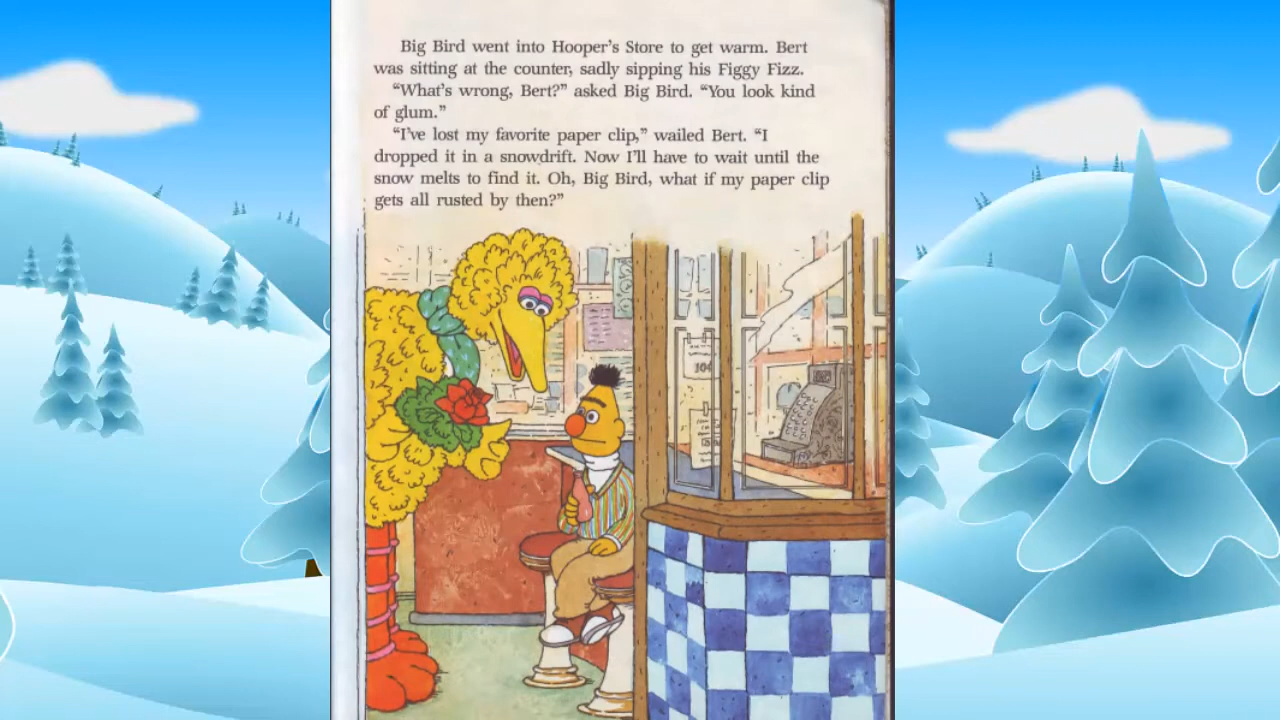 Big Bird went into Hooper's Store to get warm. Bert
was sitting at the counter, sadly sipping his Figgy Fizz.
“What's wrong, Bert?” asked Big Bird. “You look kind
of glum.”
“I've lost my favorite paper clip,” wailed Bert. “I
dropped it in a snowdrift. Now I'll have to wait until the
snow melts to find it. Oh, Big Bird, what if my paper clip
gets all rusted by then?”
10¢